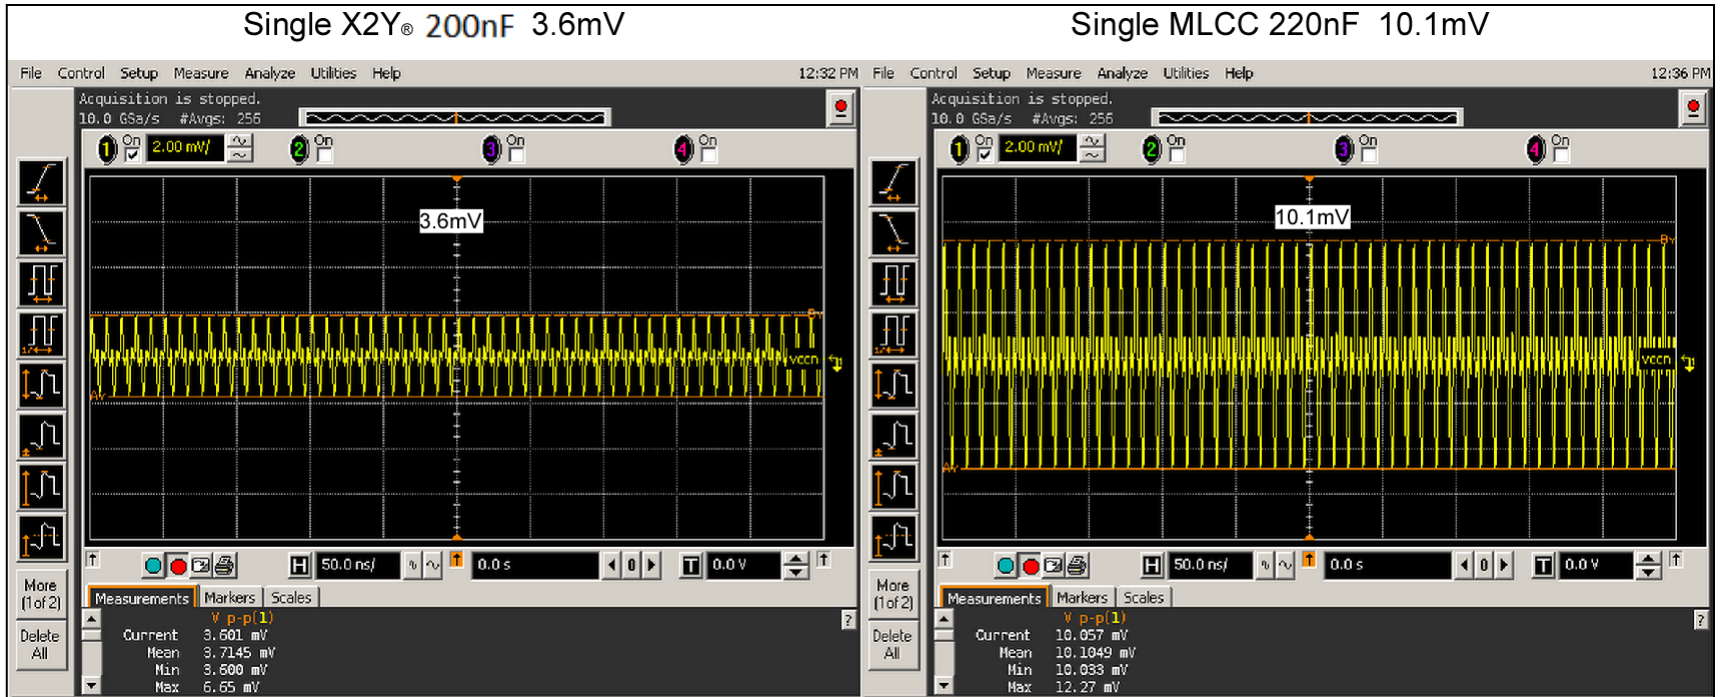 Single X2Y® 200nF 3.6mV
Single MLCC 220nF 10.1mV
File Control Setup Measure Analyze Utilities Help 12:32 PM
Acquisition is stopped.
10.0 GSa/s #Avgs: 256
1 On 2.00 mV/ 2 On 3 On 4 On
3.6mV
By
vccn
Ay
H 50.0 ns/ 0.0 s 0 T 0.0 V
More
(1 of 2)
Delete
All
Measurements Markers Scales
V p-p(1)
?
Current 3.601 mV
Mean 3.7145 mV
Min 3.600 mV
Max 6.65 mV
File Control Setup Measure Analyze Utilities Help 12:36 PM
Acquisition is stopped.
10.0 GSa/s #Avgs: 256
1 On 2.00 mV/ 2 On 3 On 4 On
10.1mV
By
vccn
Ay
H 50.0 ns/ 0.0 s 0 T 0.0 V
More
(1 of 2)
Delete
All
Measurements Markers Scales
V p-p(1)
?
Current 10.057 mV
Mean 10.1049 mV
Min 10.033 mV
Max 12.27 mV